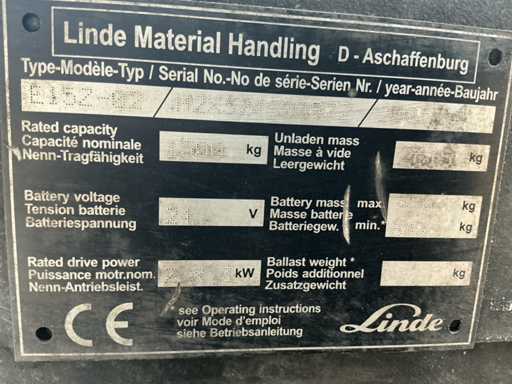 Linde Material Handling D - Aschaffenburg
Type-Modèle-Typ / Serial No.-No de série-Serien Nr. / year-année-Baujahr
/ /
Rated capacity
Capacité nominale kg
Nenn-Tragfähigkeit
Unladen mass
Masse à vide kg
Leergewicht
Battery voltage
Tension batterie V
Batteriespannung
Battery mass max kg
Masse batterie
Batteriegew. min.* kg
Rated drive power
Puissance motr.nom. kW
Nenn-Antriebsleist.
Ballast weight *
Poids additionnel kg
Zusatzgewicht
CE
* see Operating instructions
voir Mode d'emploi
siehe Betriebsanleitung
Linde